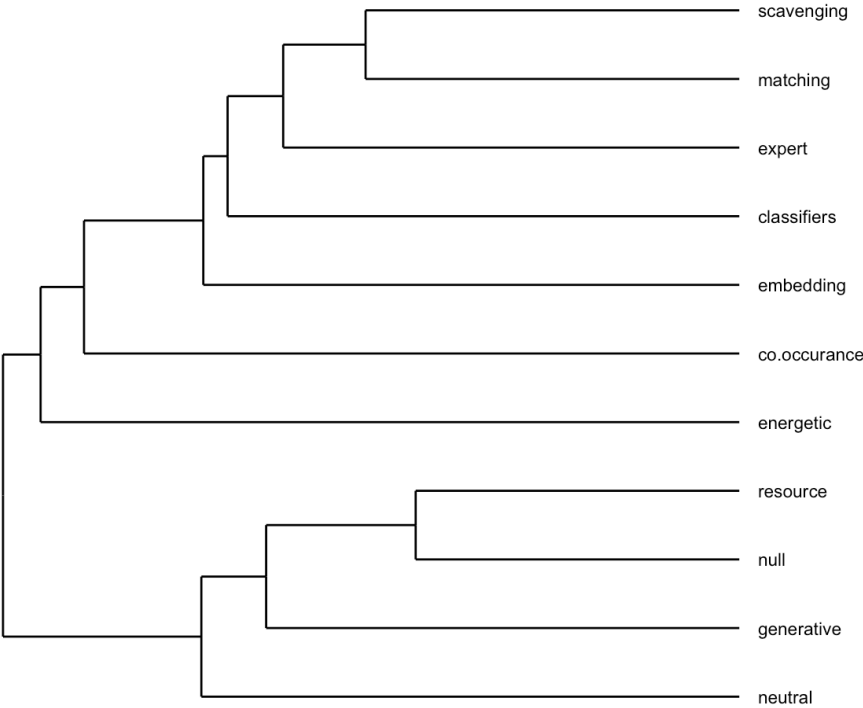 scavenging
matching
expert
classifiers
embedding
co.occurance
energetic
resource
null
generative
neutral